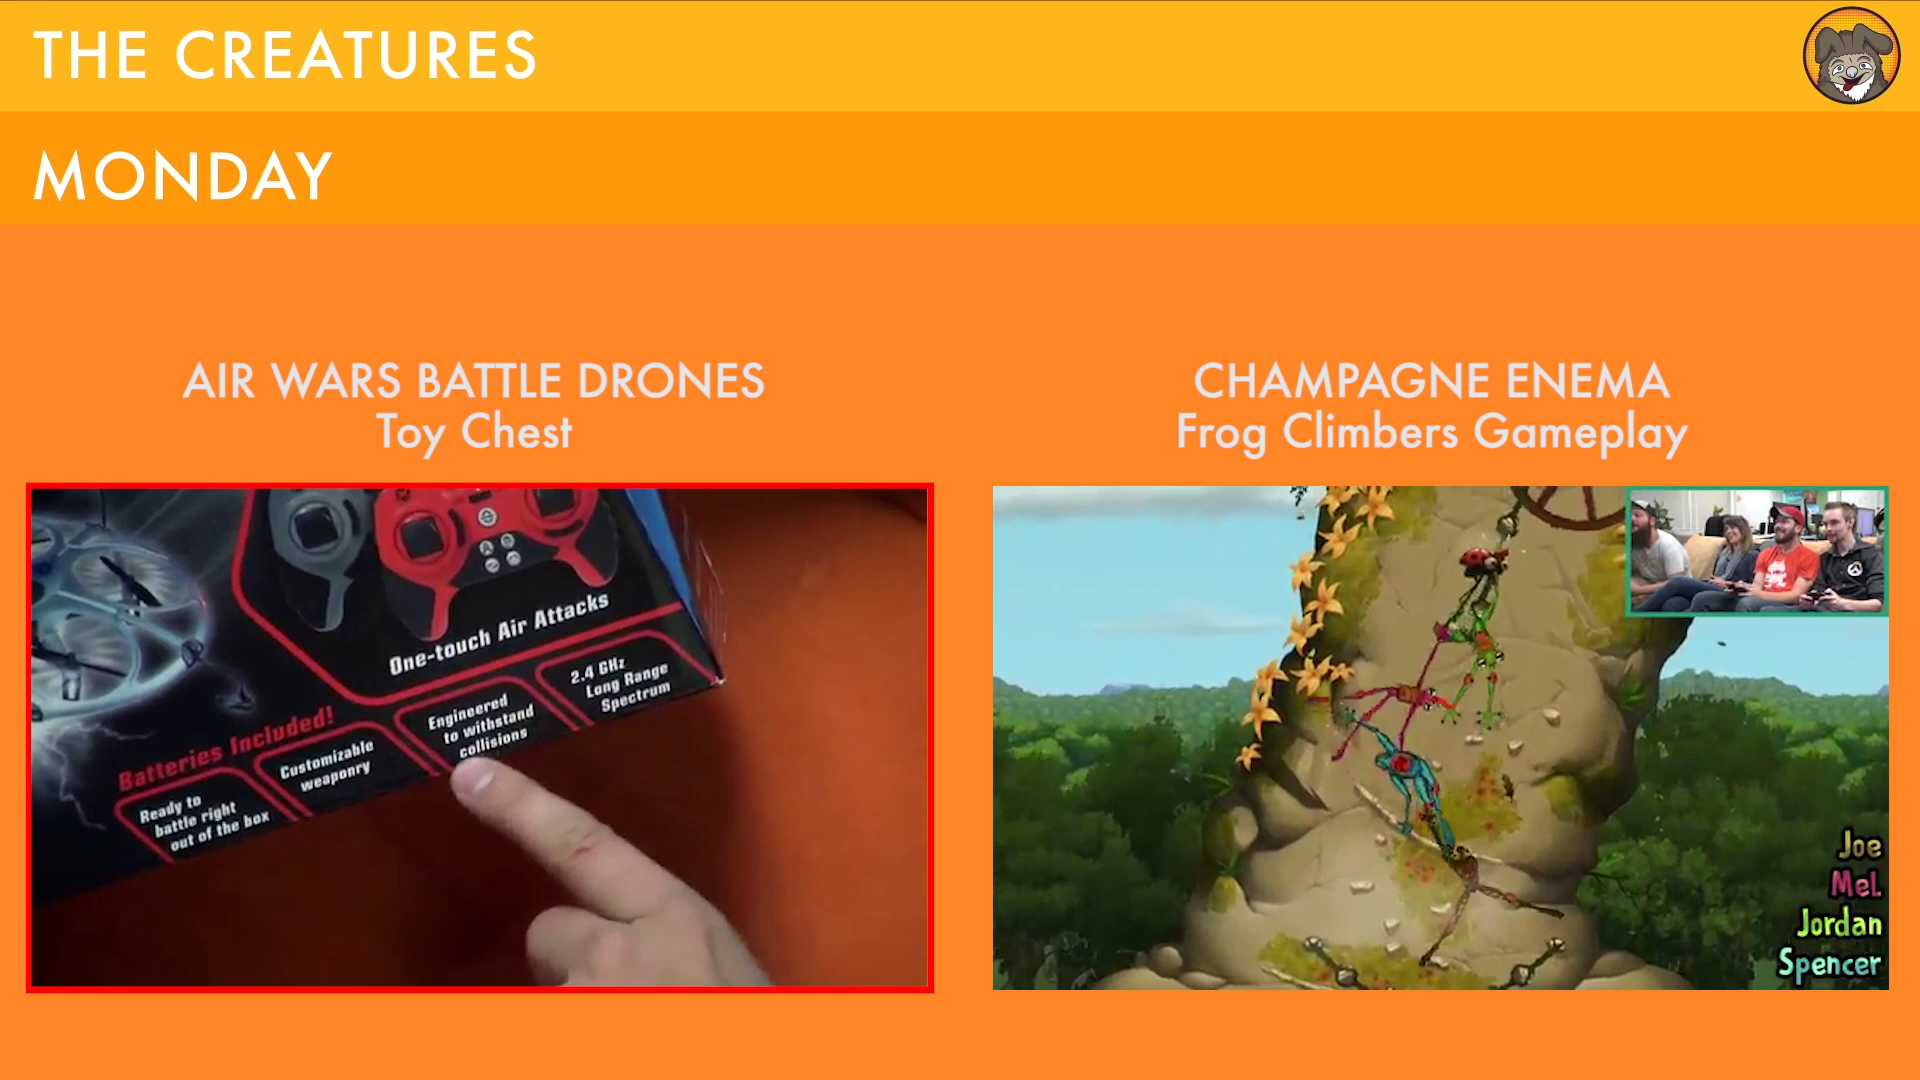 THE CREATURES
MONDAY
AIR WARS BATTLE DRONES
Toy Chest
CHAMPAGNE ENEMA
Frog Climbers Gameplay
One-touch Air Attacks
Batteries Included!
Ready to
battle right
out of the box
Customizable
weaponry
Engineered
to withstand
collisions
2.4 GHz
Long Range
Spectrum
Joe
Mel
Jordan
Spencer